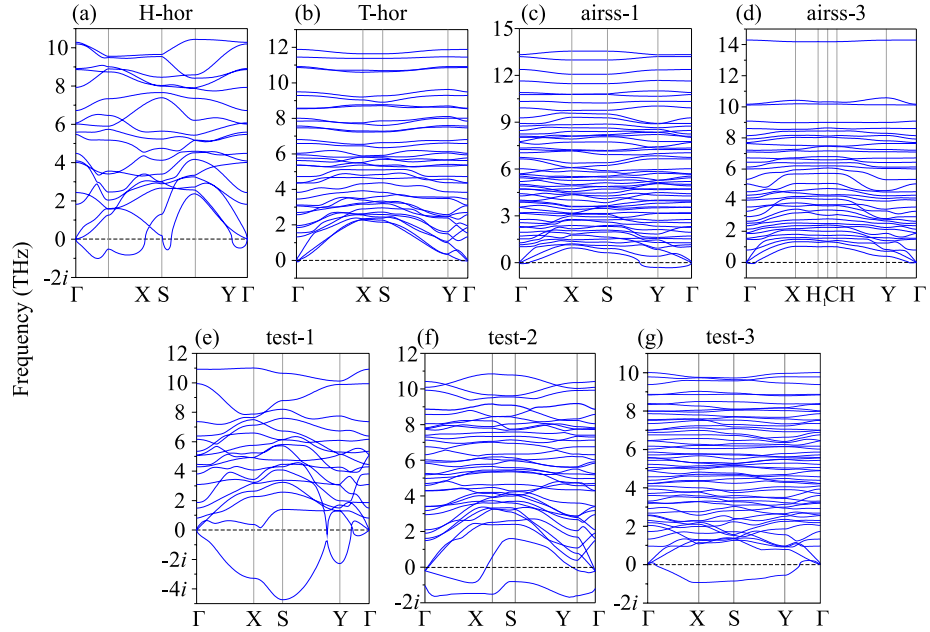 (a) H-hor
(b) T-hor
(c) airss-1
(d) airss-3
10
8
6
4
2
0
-2i
Γ X S Y Γ
12
10
8
6
4
2
0
Γ X S Y Γ
15
12
9
6
3
0
Γ X S Y Γ
14
12
10
8
6
4
2
0
Γ X H₁ C H Y Γ
Frequency (THz)
(e) test-1
(f) test-2
(g) test-3
12
10
8
6
4
2
0
-2i
-4i
Γ X S Y Γ
12
10
8
6
4
2
0
-2i
Γ X S Y Γ
10
8
6
4
2
0
-2i
Γ X S Y Γ